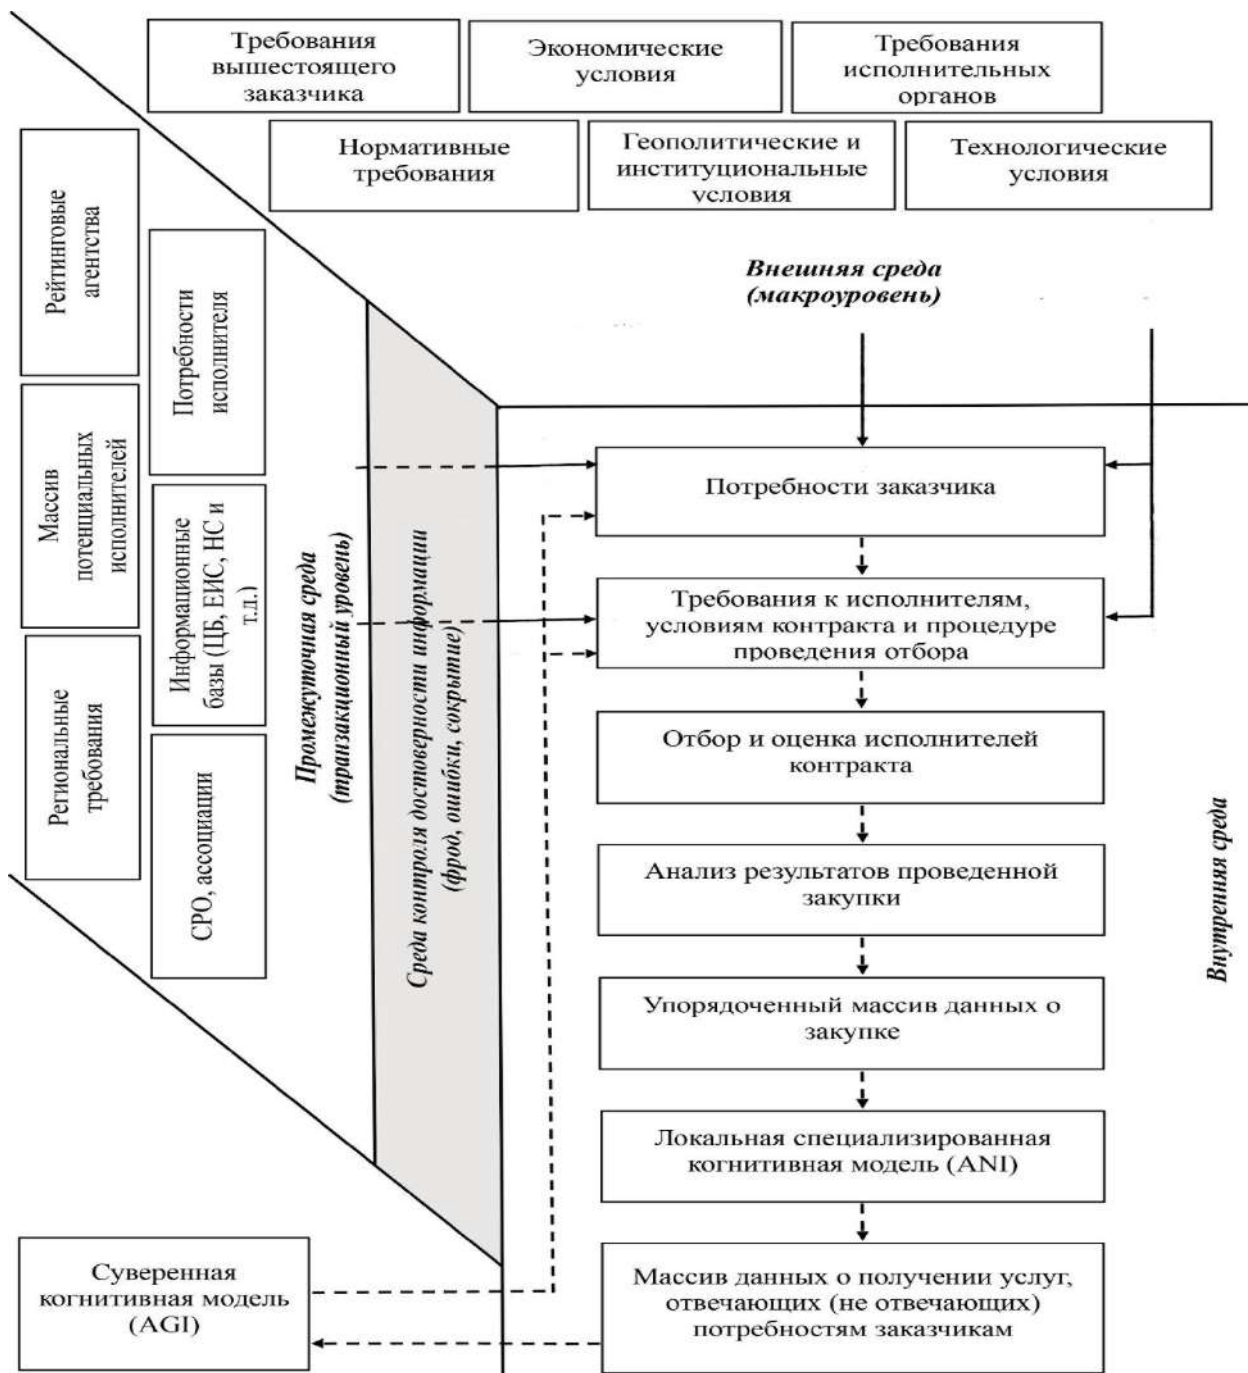 Требования
вышестоящего
заказчика
Экономические
условия
Требования
исполнительных
органов
Нормативные
требования
Геополитические и
институциональные
условия
Технологические
условия
Рейтинговые
агентства
Потребности
исполнителя
Массив
потенциальных
исполнителей
Информационные
базы (ЦБ, ЕИС, НС и
т.д.)
Региональные
требования
СРО, ассоциации
Промежуточная среда
(транзакционный уровень)
Среда контроля достоверности информации
(фрод, ошибки, сокрытие)
Внешняя среда
(макроуровень)
Потребности заказчика
Требования к исполнителям,
условиям контракта и процедуре
проведения отбора
Отбор и оценка исполнителей
контракта
Анализ результатов проведенной
закупки
Упорядоченный массив данных о
закупке
Локальная специализированная
когнитивная модель (ANI)
Массив данных о получении услуг,
отвечающих (не отвечающих)
потребностям заказчикам
Внутренняя среда
Суверенная
когнитивная модель
(AGI)